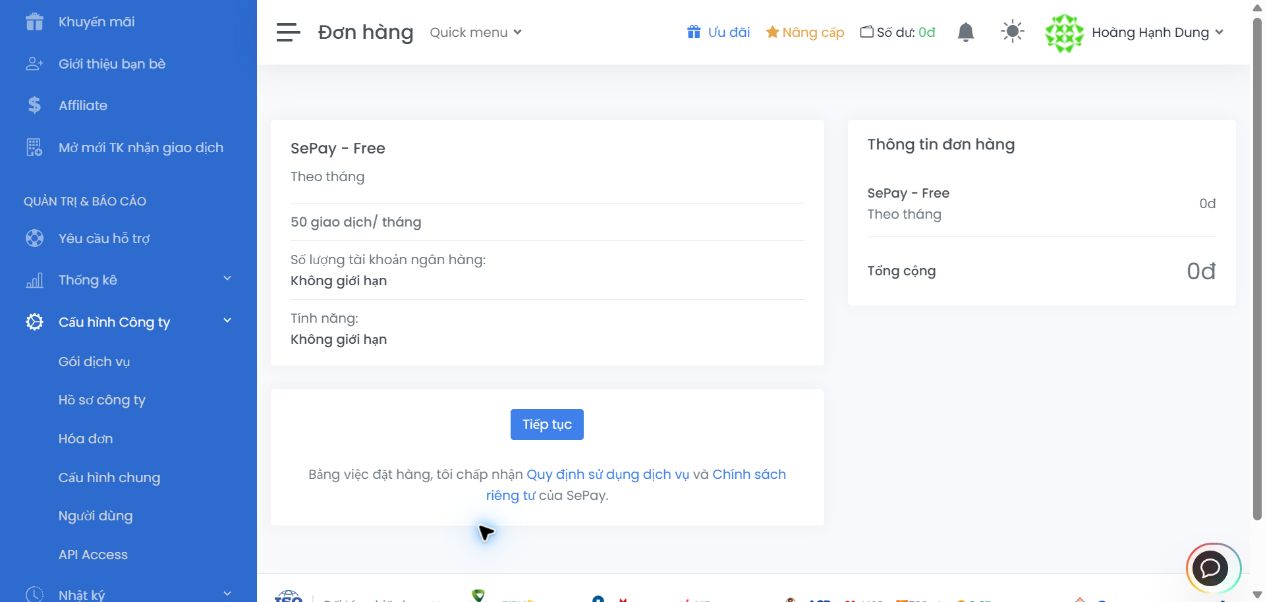 Khuyến mãi
Giới thiệu bạn bè
Affiliate
Mở mới TK nhận giao dịch
QUẢN TRỊ & BÁO CÁO
Yêu cầu hỗ trợ
Thống kê
Cấu hình Công ty
Gói dịch vụ
Hồ sơ công ty
Hóa đơn
Cấu hình chung
Người dùng
API Access
Nhật ký
Đơn hàng
Quick menu
Ưu đãi
Nâng cấp
Số dư: 0đ
Hoàng Hạnh Dung
SePay - Free
Theo tháng
50 giao dịch/ tháng
Số lượng tài khoản ngân hàng:
Không giới hạn
Tính năng:
Không giới hạn
Tiếp tục
Bằng việc đặt hàng, tôi chấp nhận Quy định sử dụng dịch vụ và Chính sách
riêng tư của SePay.
Thông tin đơn hàng
SePay - Free
Theo tháng
0đ
Tổng cộng
0đ
ISO